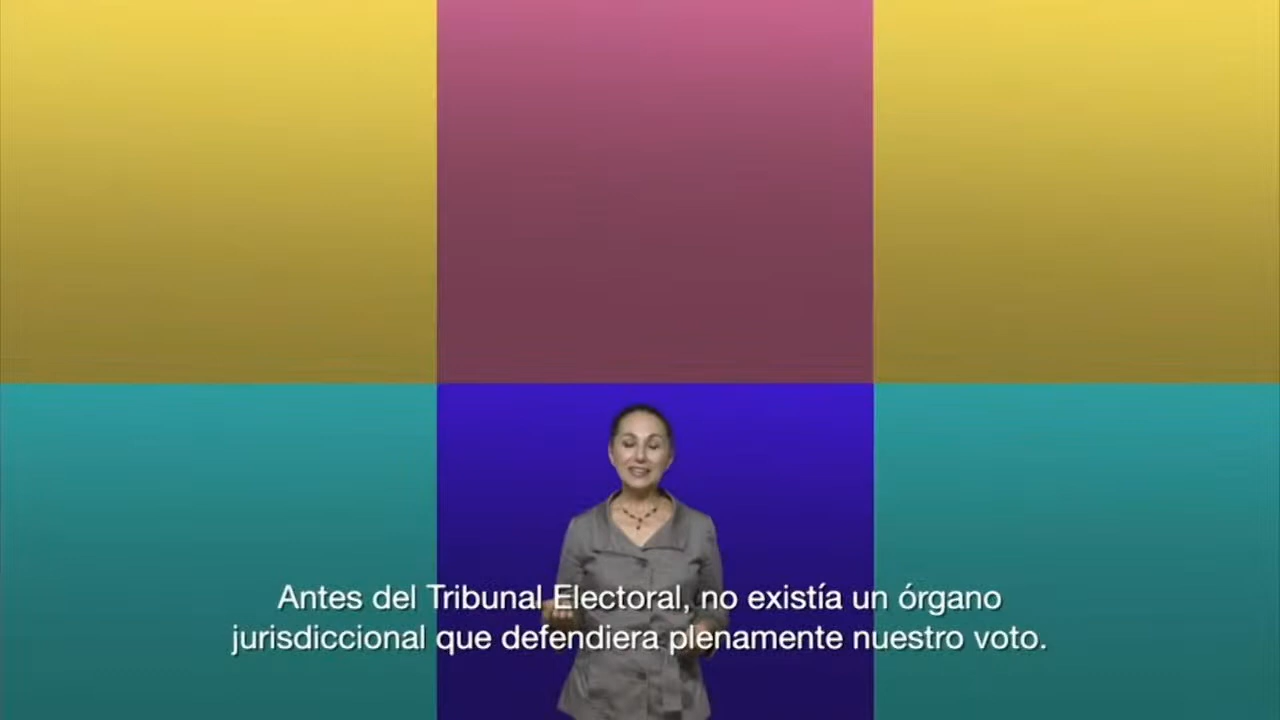 Antes del Tribunal Electoral, no existía un órgano
jurisdiccional que defendiera plenamente nuestro voto.